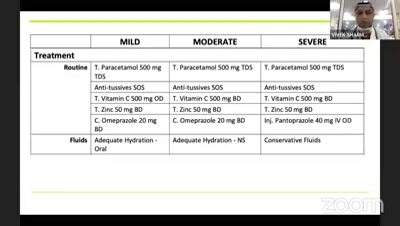 VIVEK SHANK...
MILD MODERATE SEVERE
Treatment
Routine T. Paracetamol 500 mg TDS T. Paracetamol 500 mg TDS T. Paracetamol 500 mg TDS
Anti-tussives SOS Anti-tussives SOS Anti-tussives SOS
T. Vitamin C 500 mg OD T. Vitamin C 500 mg BD T. Vitamin C 500 mg BD
T. Zinc 50 mg BD T. Zinc 50 mg BD T. Zinc 50 mg BD
C. Omeprazole 20 mg BD C. Omeprazole 20 mg BD Inj. Pantoprazole 40 mg IV OD
Fluids Adequate Hydration - Oral Adequate Hydration - NS Conservative Fluids
zoom